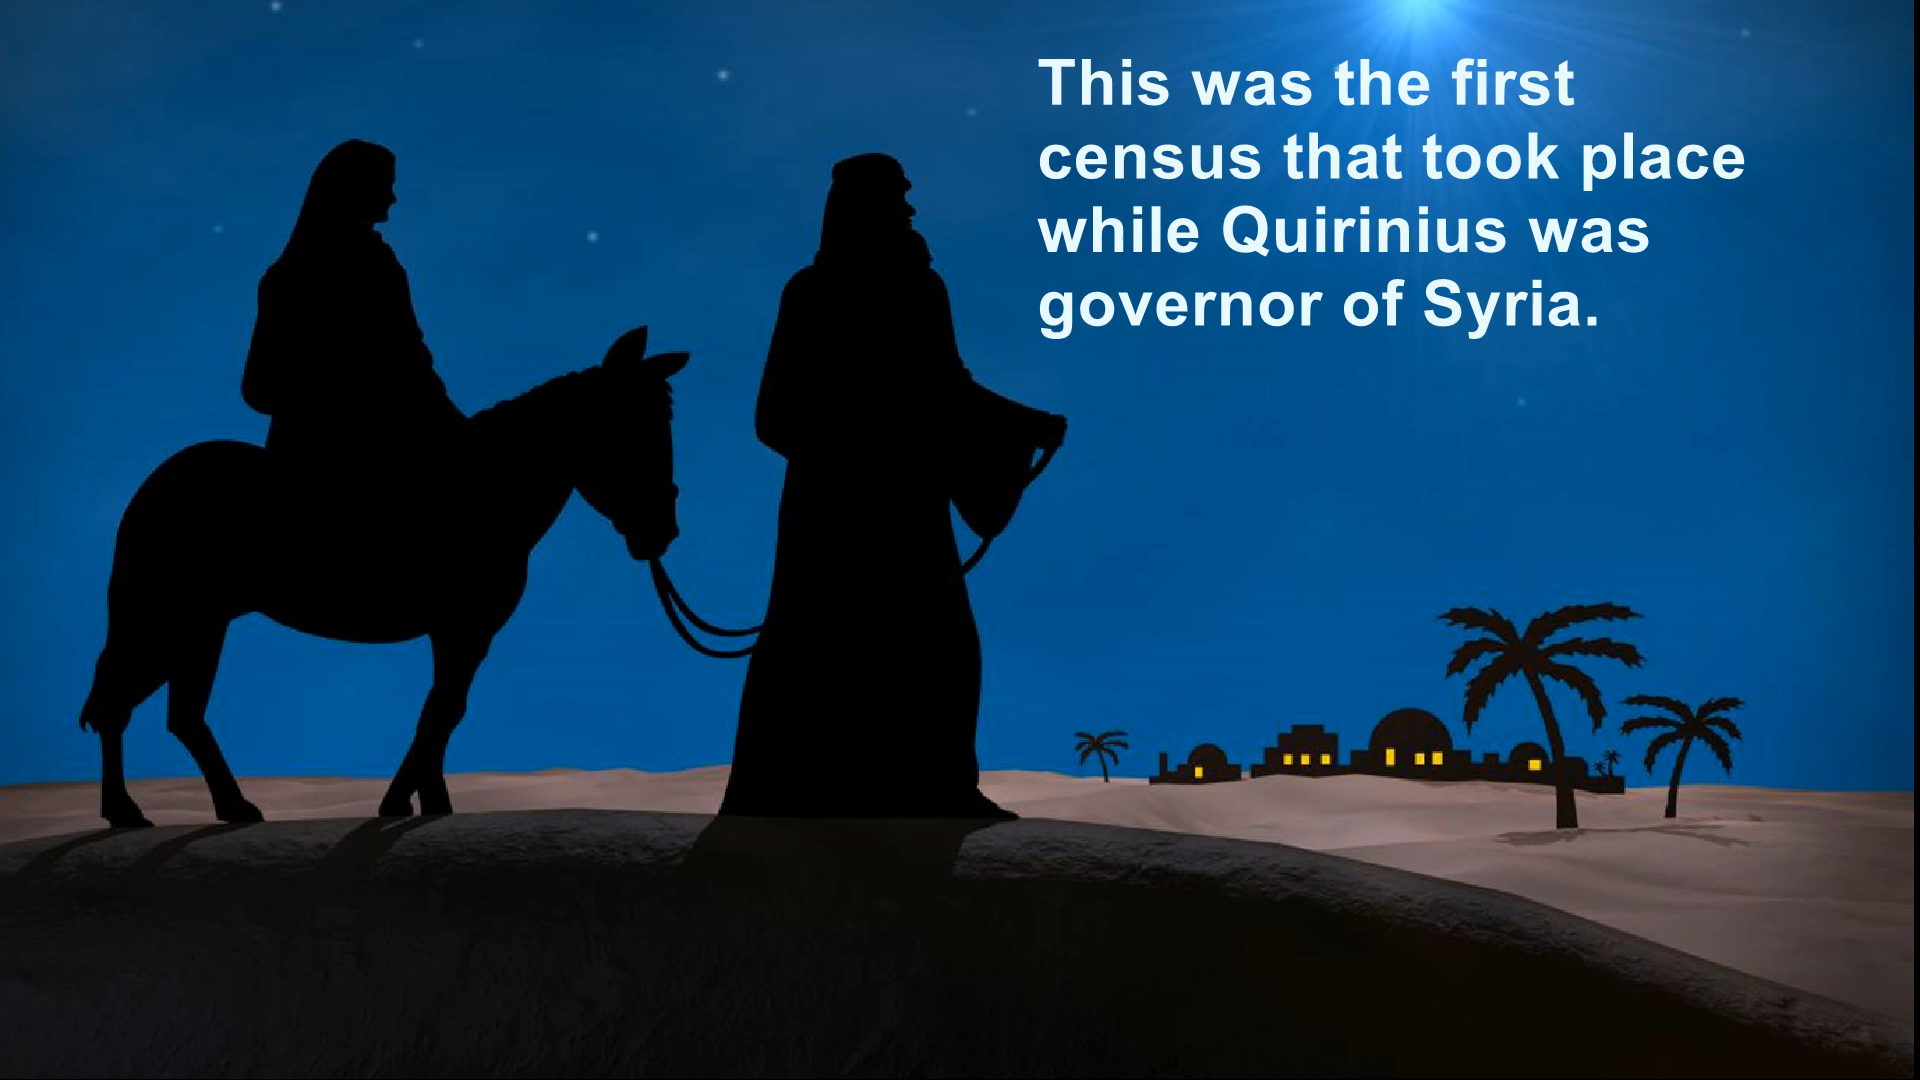 This was the first
census that took place
while Quirinius was
governor of Syria.